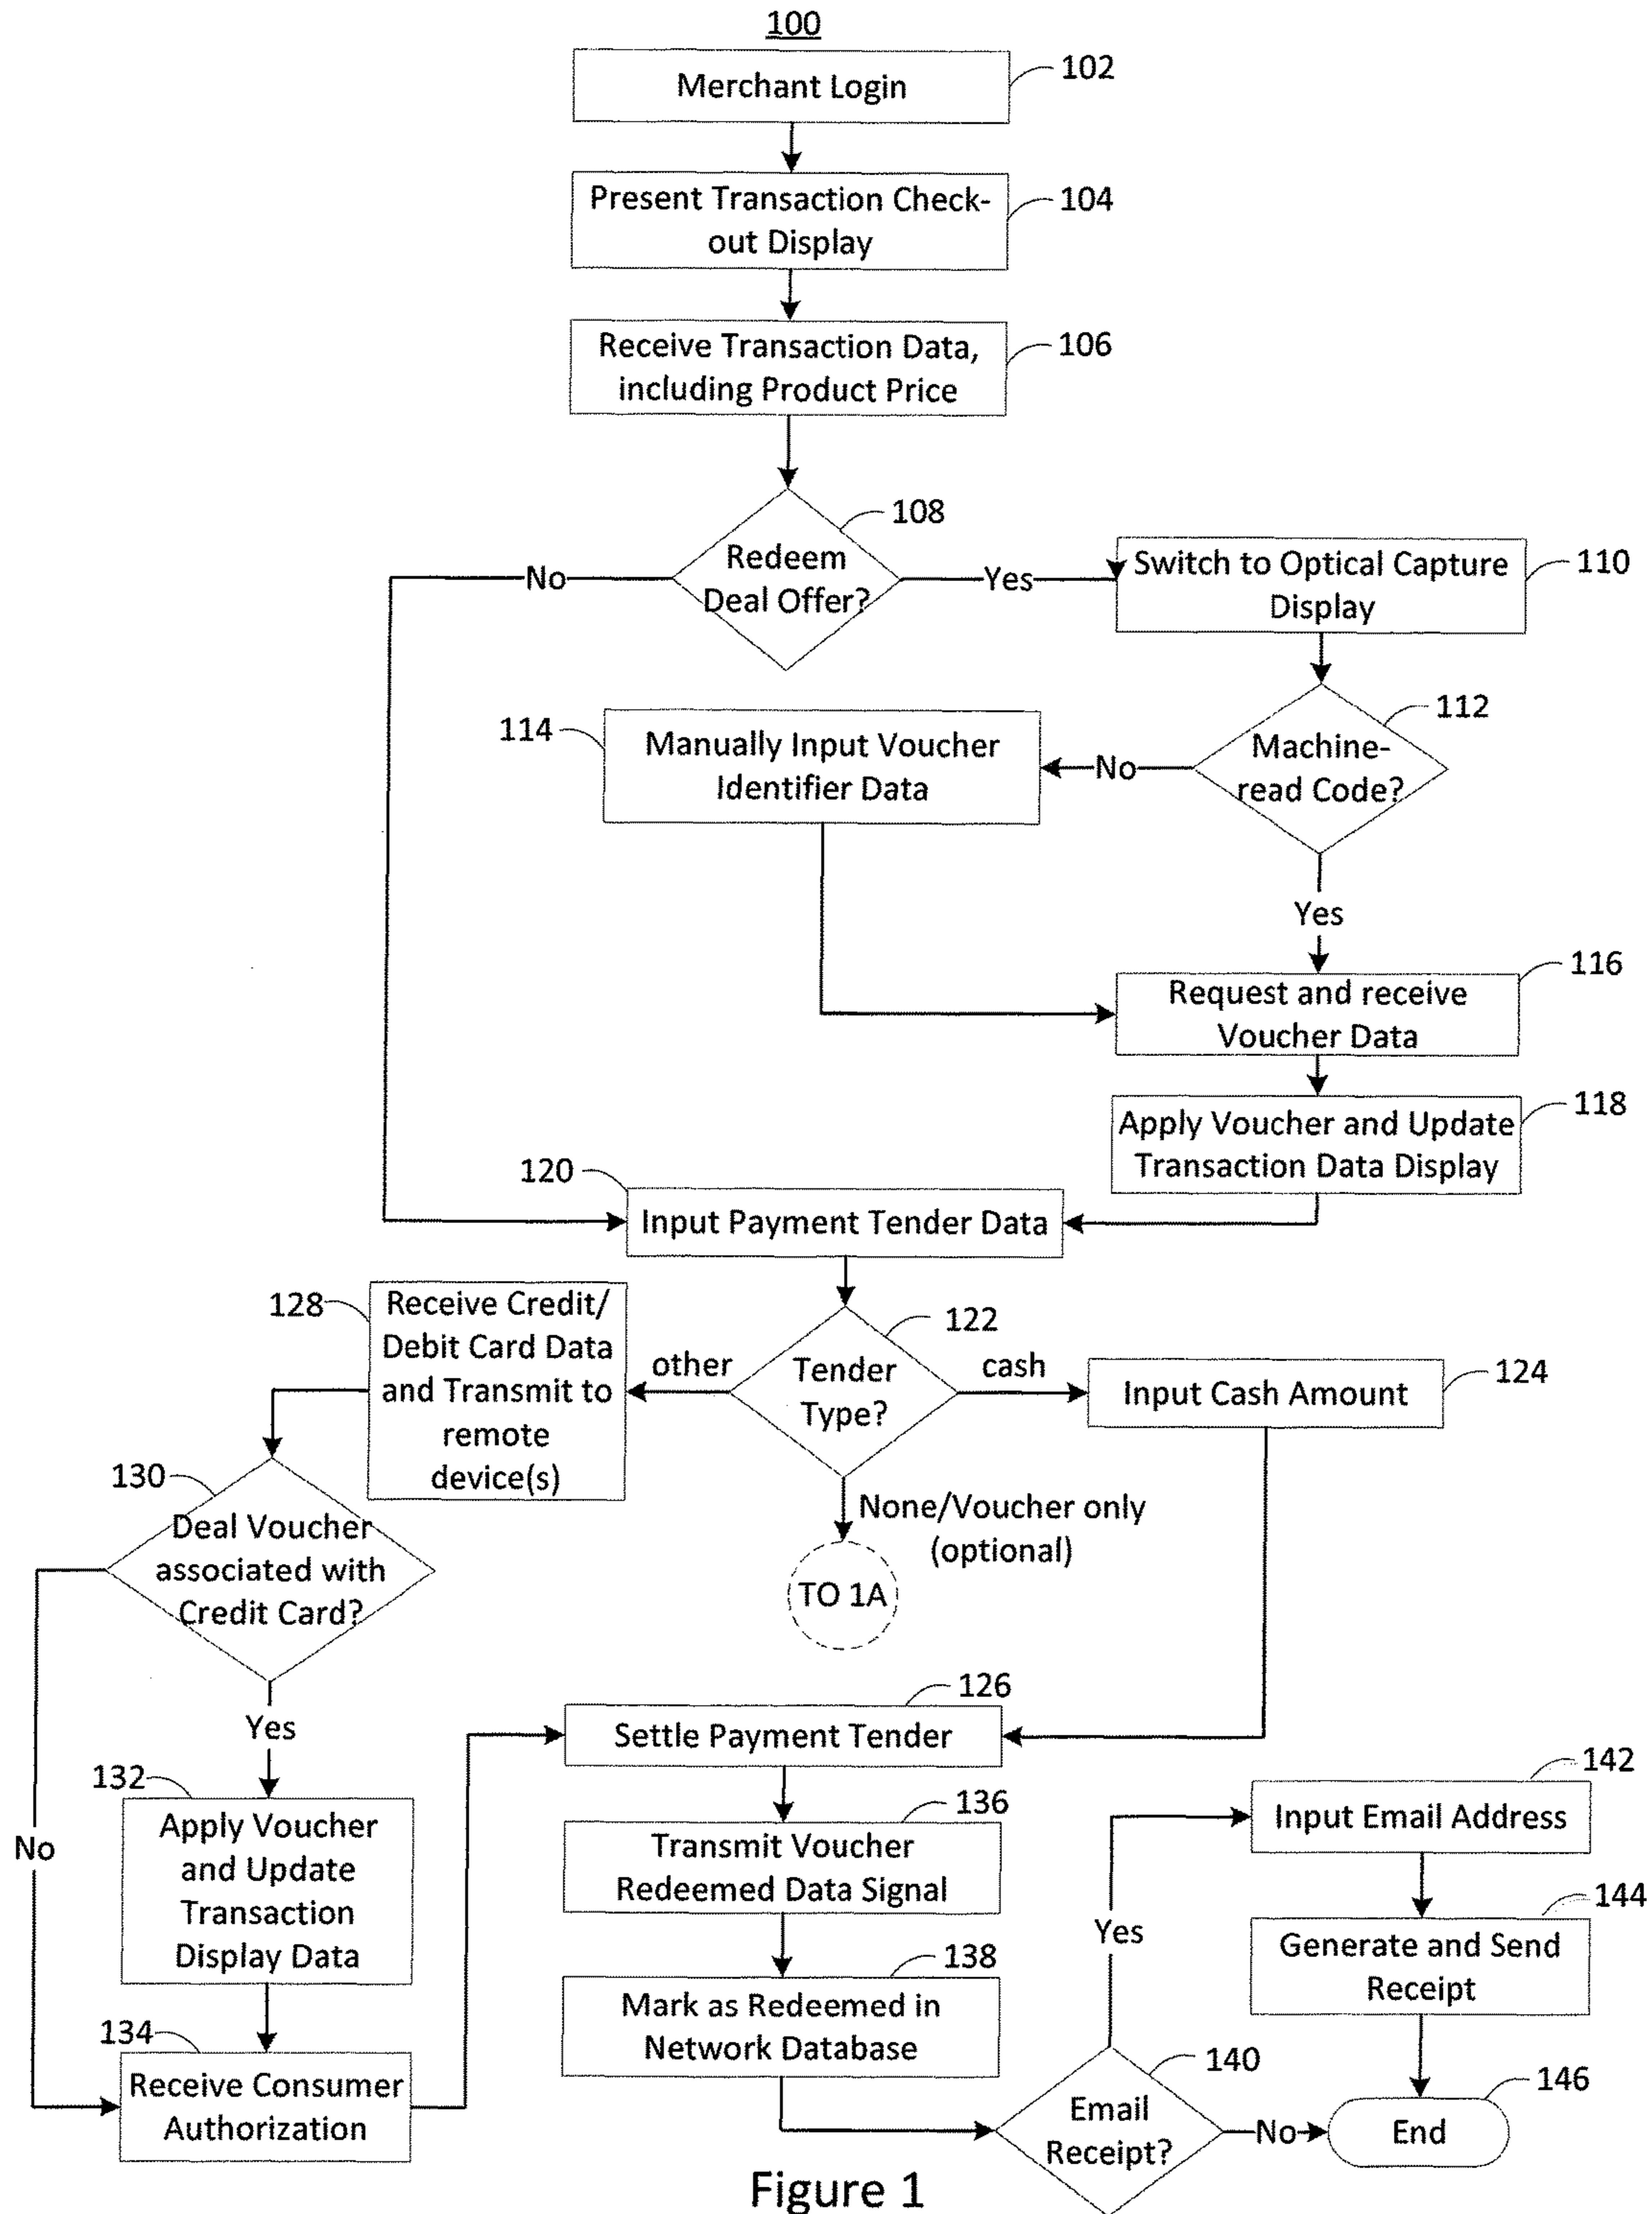 100
Merchant Login
102
Present Transaction Check-
out Display
104
Receive Transaction Data,
including Product Price
106
108
Redeem
Deal Offer?
No
Yes
Switch to Optical Capture
Display
110
112
Machine-
read Code?
No
114
Manually Input Voucher
Identifier Data
Yes
116
Request and receive
Voucher Data
118
Apply Voucher and Update
Transaction Data Display
120
Input Payment Tender Data
122
Tender
Type?
other
cash
128
Receive Credit/
Debit Card Data
and Transmit to
remote
device(s)
Input Cash Amount
124
None/Voucher only
(optional)
TO 1A
130
Deal Voucher
associated with
Credit Card?
Yes
No
132
Apply Voucher
and Update
Transaction
Display Data
134
Receive Consumer
Authorization
126
Settle Payment Tender
136
Transmit Voucher
Redeemed Data Signal
138
Mark as Redeemed in
Network Database
140
Email
Receipt?
Yes
No
142
Input Email Address
144
Generate and Send
Receipt
146
End
Figure 1